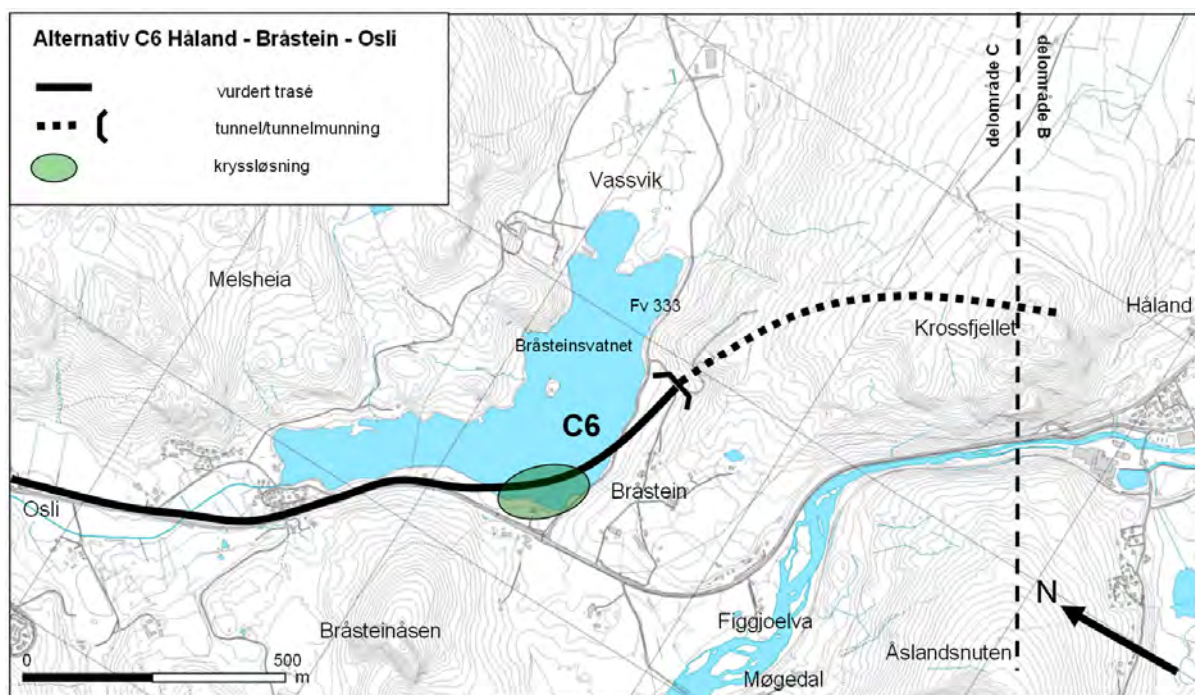 Alternativ C6 Håland - Bråstein - Osli
vurdert trasé
tunnel/tunnelmunning
kryssløsning
delområde C
delområde B
Vassvik
Melsheia
Fv 333
Håland
Krossfjellet
Bråsteinsvatnet
C6
Bråstein
Osli
N
Figgjoelva
Bråsteinåsen
Åslandsnuten
0 500
m
Møgedal